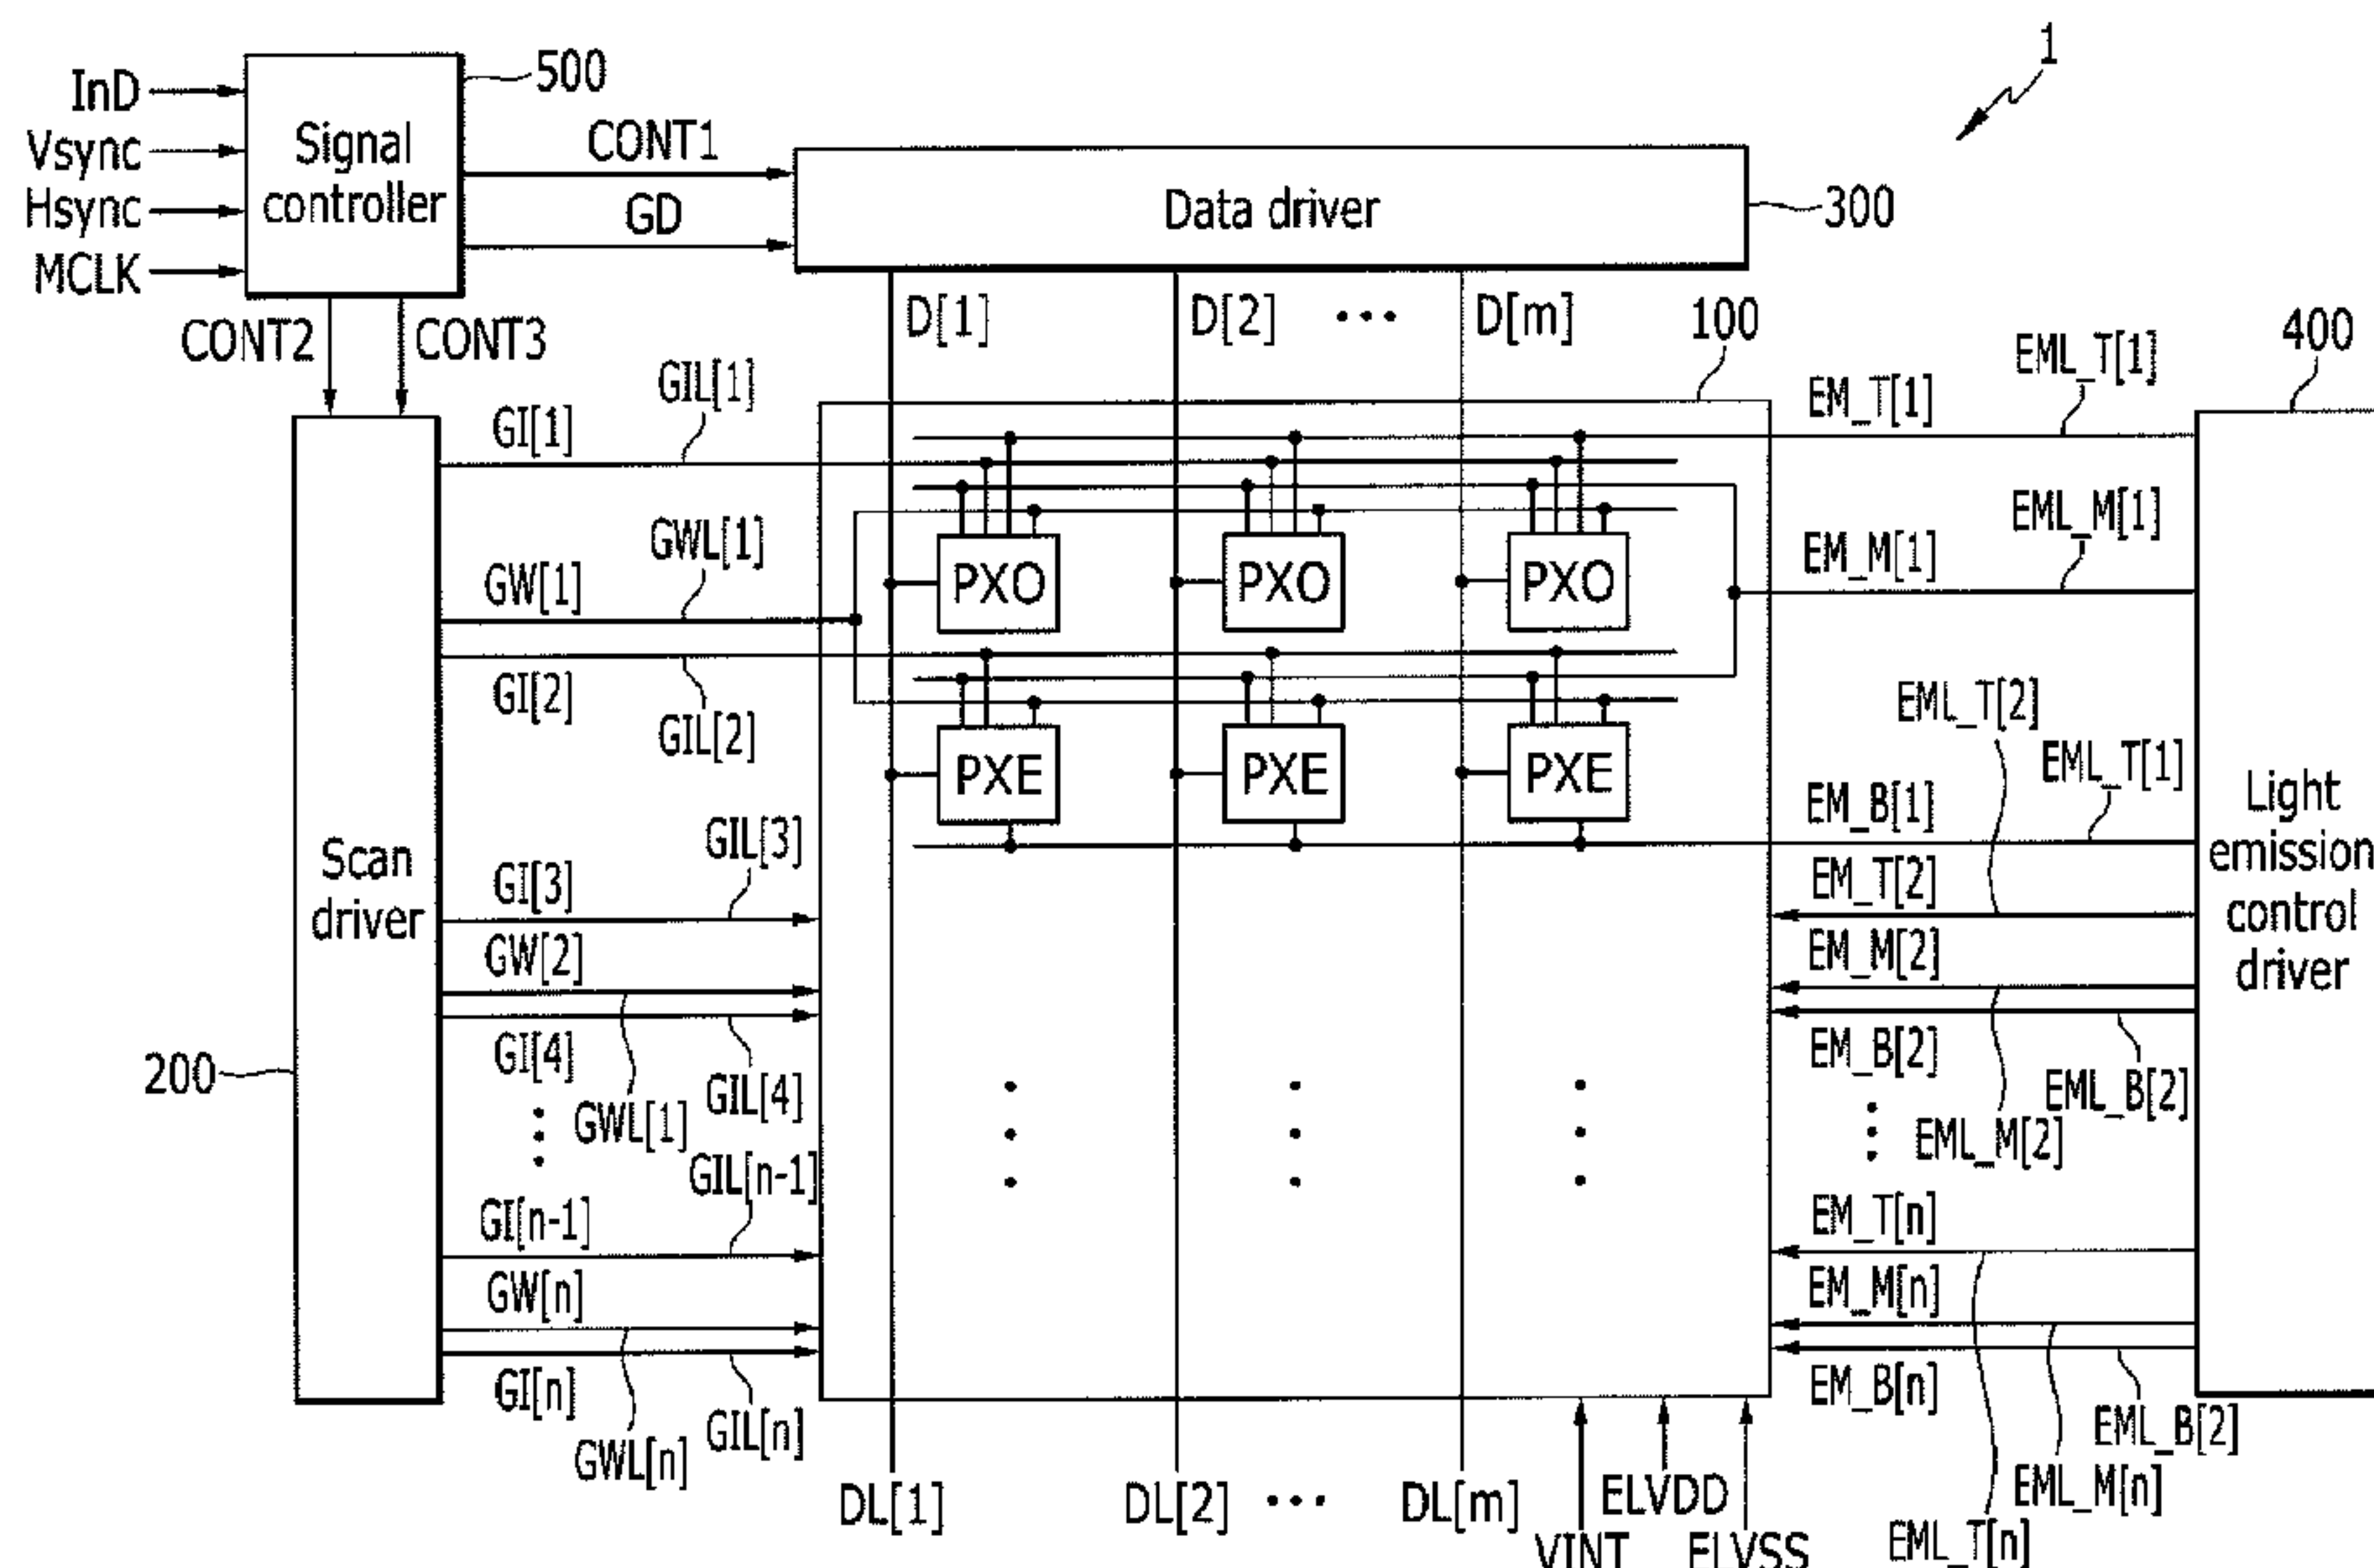 1
InD
Vsync
Hsync
MCLK
Signal
controller
500
CONT1
GD
Data driver
300
CONT2
CONT3
D[1]
D[2]
• • •
D[m]
100
400
GI[1]
GIL[1]
EM_T[1]
EML_T[1]
GW[1]
GWL[1]
EM_M[1]
EML_M[1]
PXO
PXO
PXO
GI[2]
GIL[2]
PXE
PXE
PXE
EML_T[2]
EML_T[1]
EM_B[1]
Scan
driver
200
Light
emission
control
driver
GI[3]
GIL[3]
EM_T[2]
GW[2]
EM_M[2]
GI[4]
GWL[1]
GIL[4]
EM_B[2]
EML_B[2]
EML_M[2]
GI[n-1]
GIL[n-1]
EM_T[n]
GW[n]
EM_M[n]
GI[n]
GWL[n]
GIL[n]
EM_B[n]
EML_B[2]
EML_M[n]
EML_T[n]
DL[1]
DL[2]
• • •
DL[m]
VINT
ELVDD
ELVSS